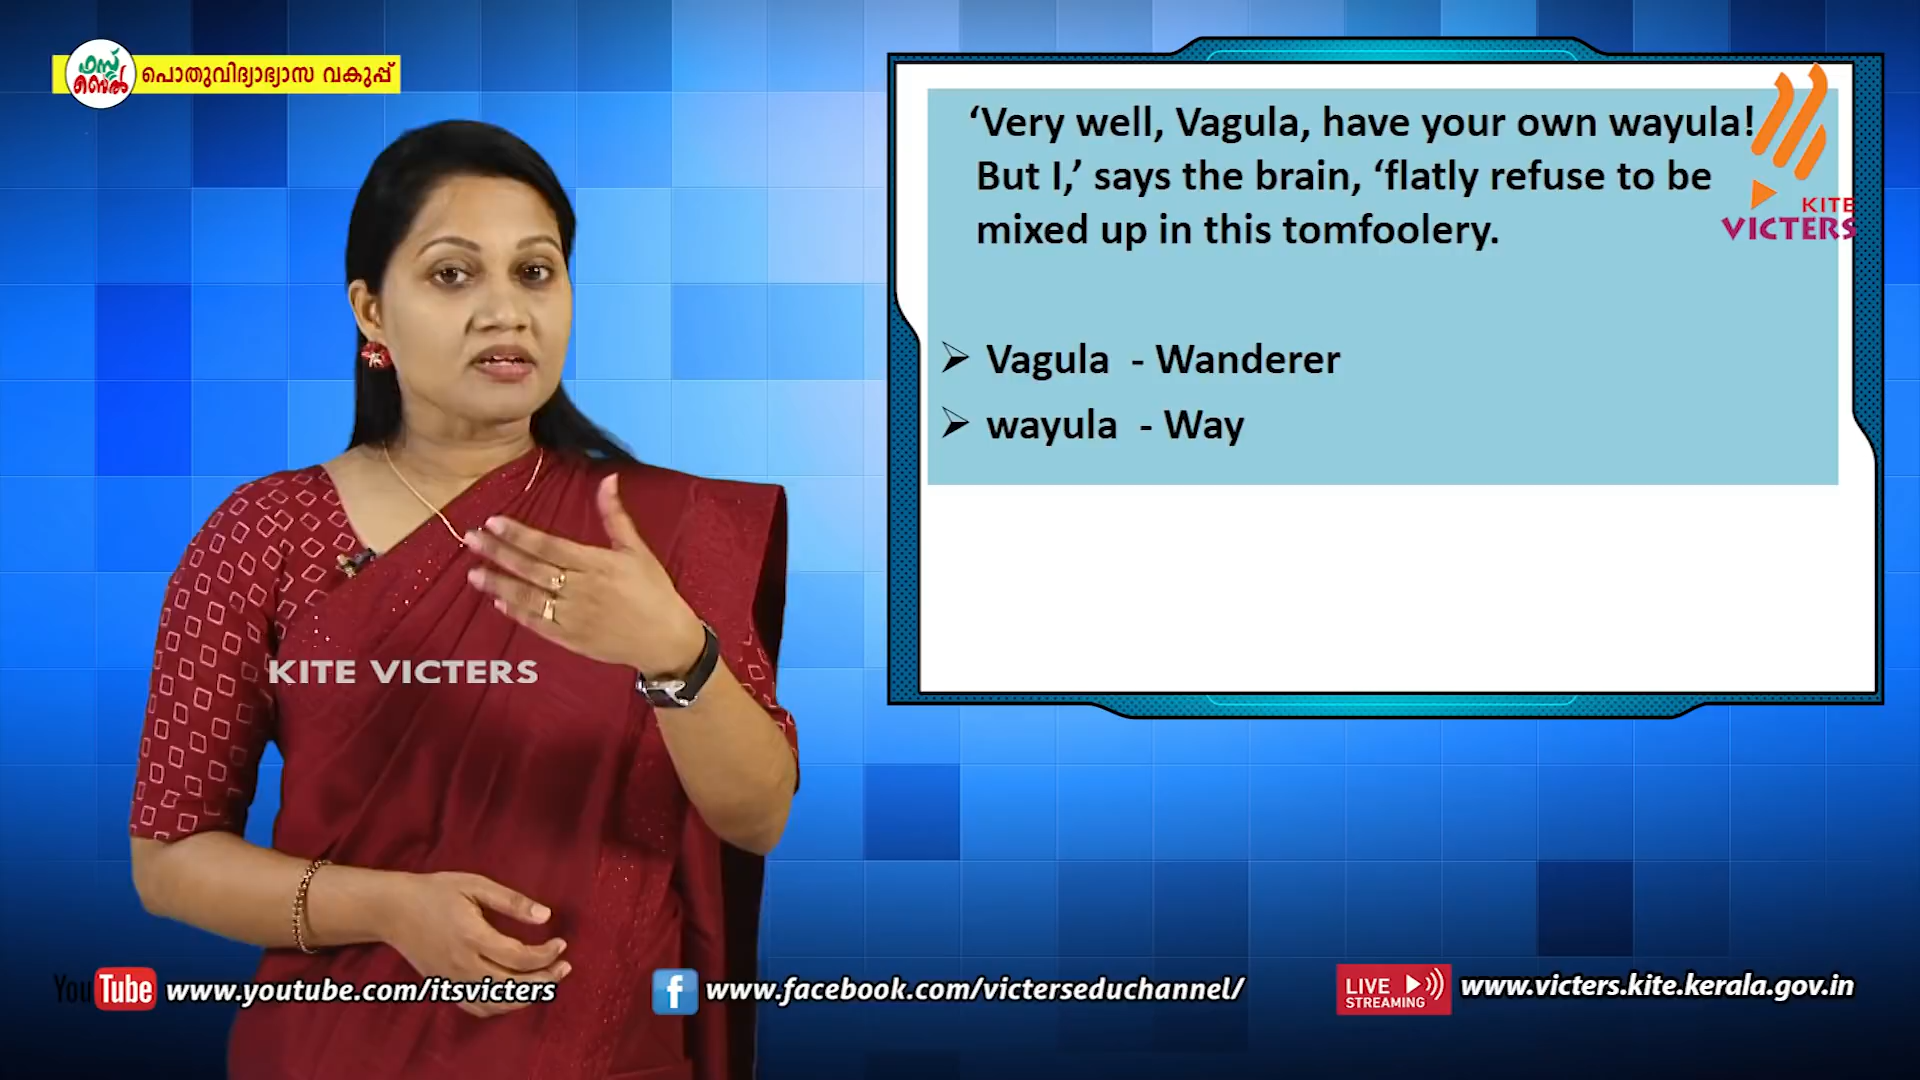 ഫസ്റ്റ്
ബെൽ
പൊതുവിദ്യാഭ്യാസ വകുപ്പ്
‘Very well, Vagula, have your own wayula!
But I,’ says the brain, ‘flatly refuse to be
mixed up in this tomfoolery.
KITE
VICTERS
➢ Vagula - Wanderer
➢ wayula - Way
KITE VICTERS
YouTube www.youtube.com/itsvicters
f www.facebook.com/victerseduchannel/
LIVE
STREAMING
www.victers.kite.kerala.gov.in